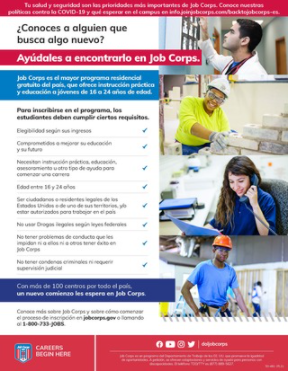 Tu salud y seguridad son las prioridades más importantes de Job Corps. Conoce nuestras
políticas contra la COVID-19 y qué esperar en el campus en info.joinjobcorps.com/backtojobcorps-es.
¿Conoces a alguien que
busca algo nuevo?
Ayúdales a encontrarlo en Job Corps.
Job Corps es el mayor programa residencial
gratuito del país, que ofrece instrucción práctica
y educación a jóvenes de 16 a 24 años de edad.
Para inscribirse en el programa, los
estudiantes deben cumplir ciertos requisitos.
Elegibilidad según sus ingresos
Comprometidos a mejorar su educación
y su futuro
Necesitan instrucción práctica, educación,
asesoramiento u otro tipo de ayuda para
comenzar una carrera
Edad entre 16 y 24 años
Ser ciudadanos o residentes legales de los
Estados Unidos o de uno de sus territorios, y/o
estar autorizados para trabajar en el país
No usar Drogas ilegales según leyes federales
No tener problemas de conducta que les
impidan ni a ellos ni a otros tener éxito en
Job Corps
No tener condenas criminales ni requerir
supervisión judicial
Con más de 100 centros por todo el país,
un nuevo comienzo les espera en Job Corps.
Conoce más sobre Job Corps y sobre cómo comenzar
el proceso de inscripción en jobcorps.gov o llamando
al 1-800-733-JOBS.
CAREERS
BEGIN HERE
doljobcorps